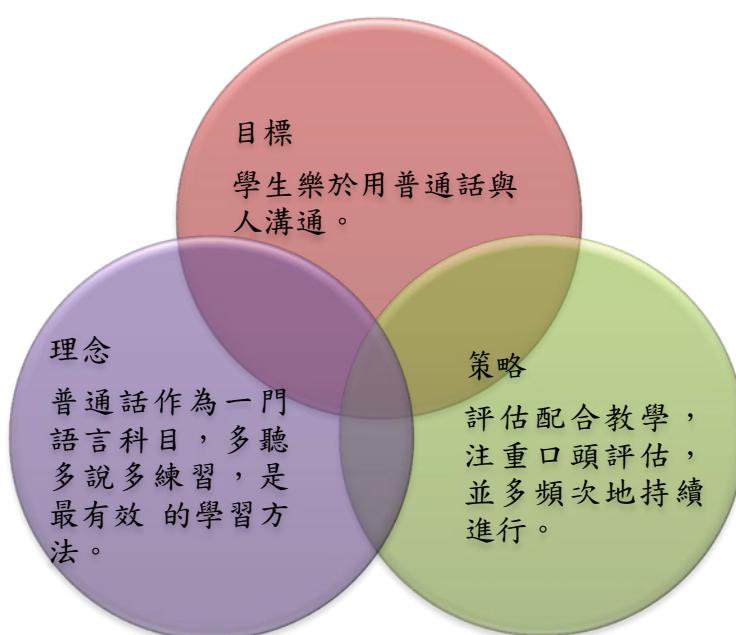 目標
學生樂於用普通話與
人溝通。
理念
普通話作為一門
語言科目，多聽
多說多練習，是
最有效 的學習方
法。
策略
評估配合教學，
注重口頭評估，
並多頻次地持續
進行。